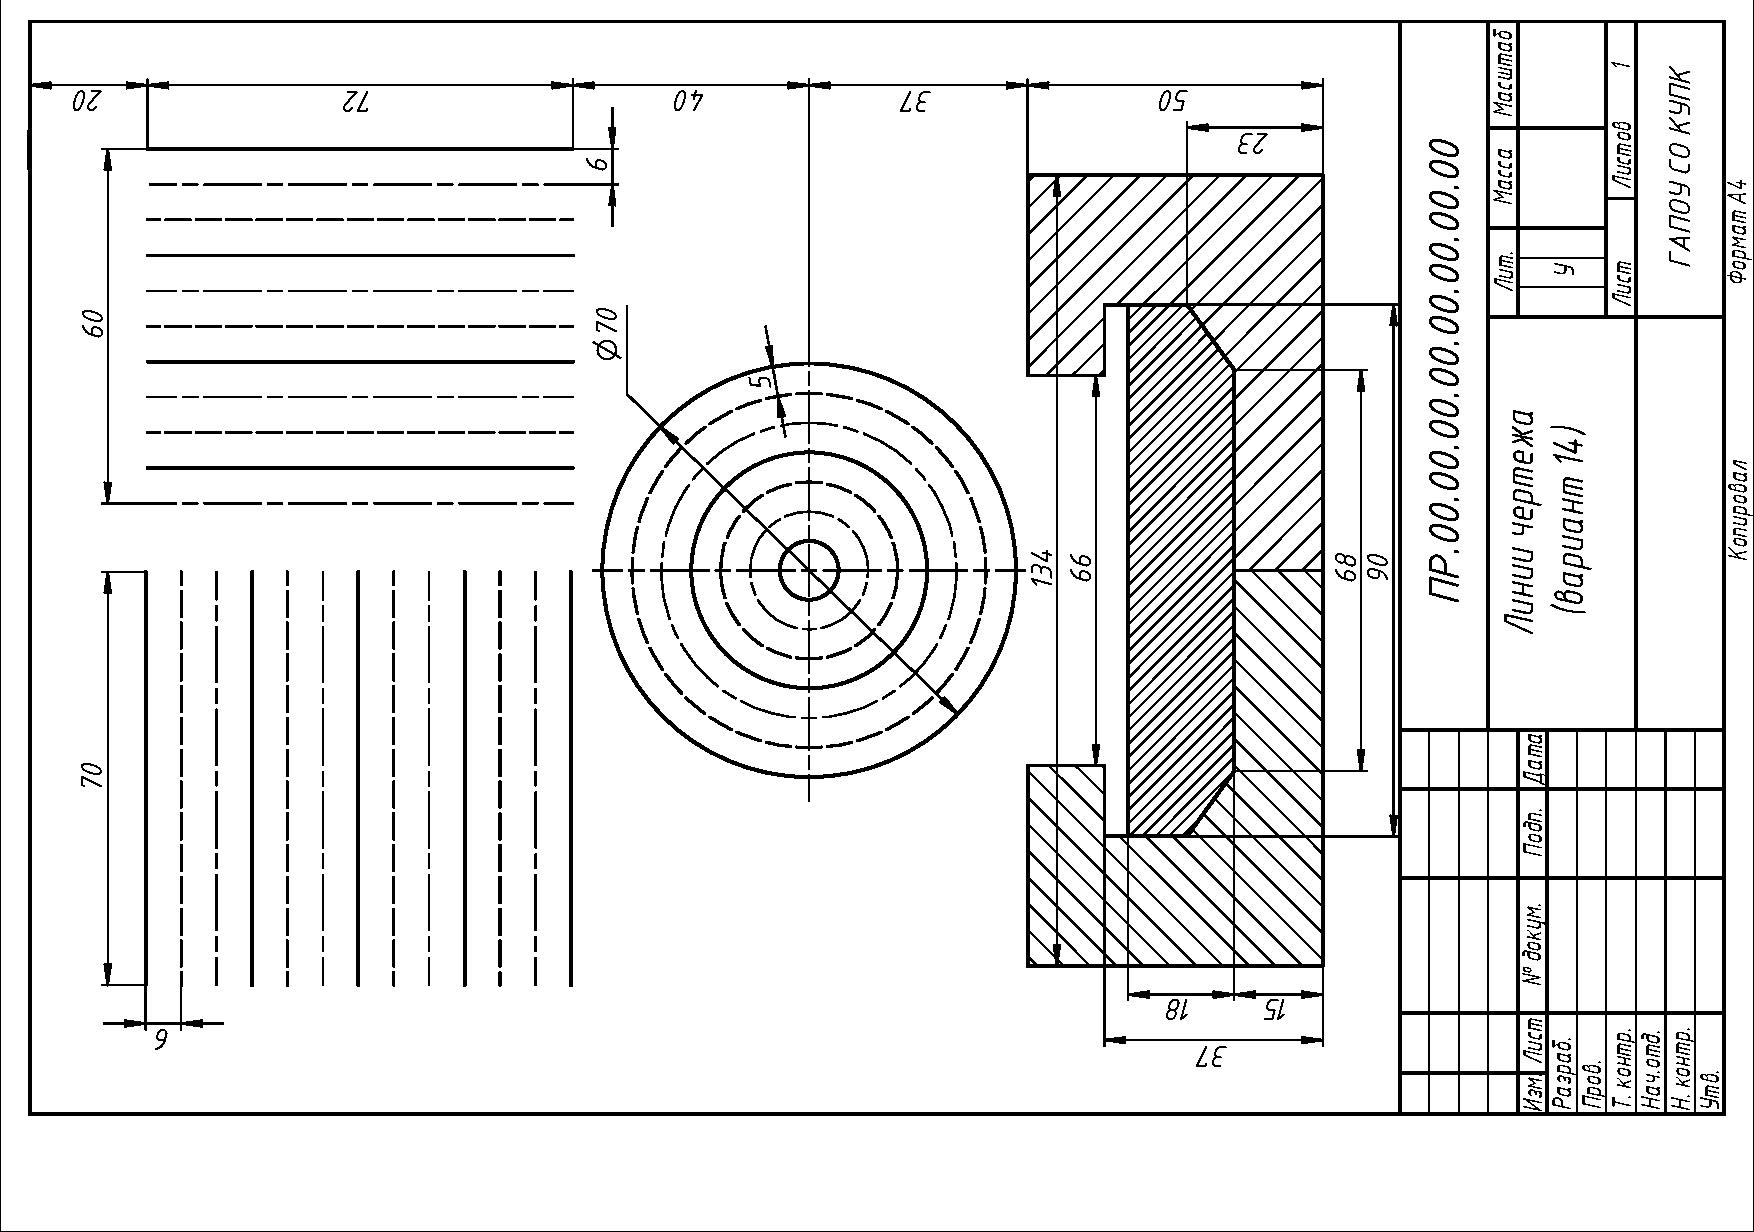 20
72
40
37
50
23
60
6
Ø70
5
70
6
134
66
68
90
18
15
37
ПР.00.00.00.00.00.00.00.00
Линии чертежа
(вариант 14)
Лит.
Масса
Масштаб
У
Лист
Листов 1
ГАПОУ СО КУПК
Изм.
Лист
№ докум.
Подп.
Дата
Разраб.
Пров.
Т. контр.
Нач.отд.
Н. контр.
Утв.
Копировал
Формат А4